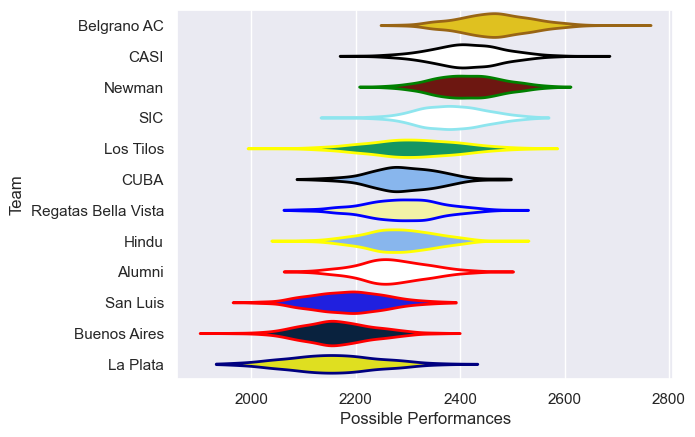 Belgrano AC
CASI
Newman
SIC
Los Tilos
CUBA
Regatas Bella Vista
Hindu
Alumni
San Luis
Buenos Aires
La Plata
Team
2000 2200 2400 2600 2800
Possible Performances